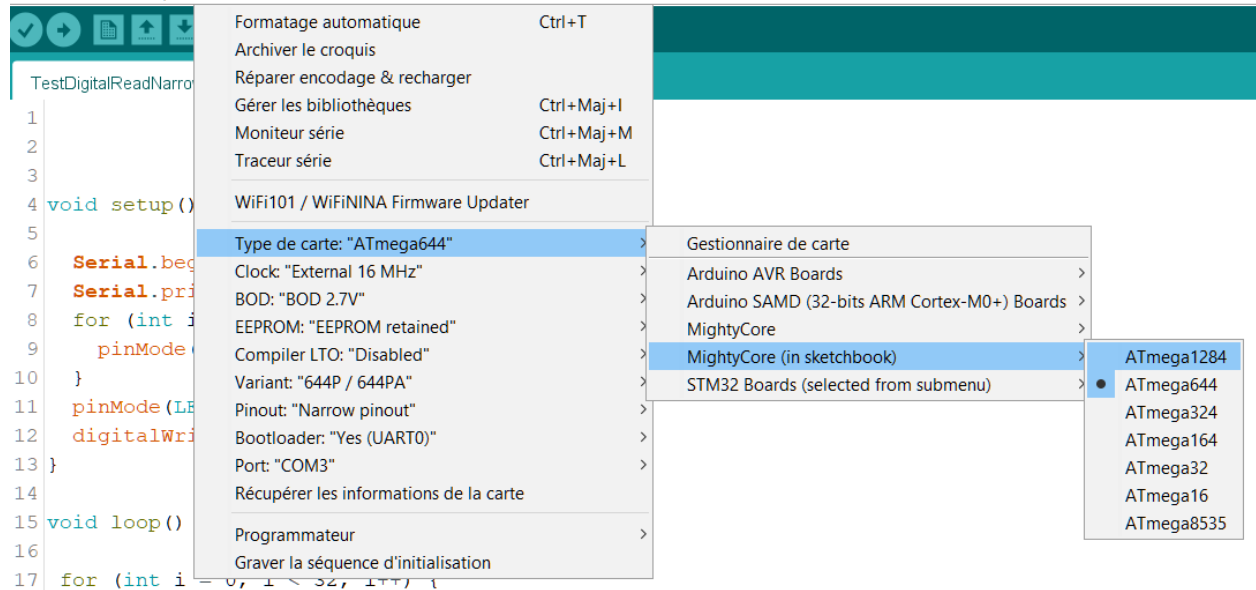 Formatage automatique Ctrl+T
Archiver le croquis
Réparer encodage & recharger
Gérer les bibliothèques Ctrl+Maj+I
Moniteur série Ctrl+Maj+M
Traceur série Ctrl+Maj+L
WiFi101 / WiFiNINA Firmware Updater
Type de carte: "ATmega644"
Clock: "External 16 MHz"
BOD: "BOD 2.7V"
EEPROM: "EEPROM retained"
Compiler LTO: "Disabled"
Variant: "644P / 644PA"
Pinout: "Narrow pinout"
Bootloader: "Yes (UART0)"
Port: "COM3"
Récupérer les informations de la carte
Programmateur
Graver la séquence d'initialisation
Gestionnaire de carte
Arduino AVR Boards
Arduino SAMD (32-bits ARM Cortex-M0+) Boards
MightyCore
MightyCore (in sketchbook)
STM32 Boards (selected from submenu)
ATmega1284
ATmega644
ATmega324
ATmega164
ATmega32
ATmega16
ATmega8535
TestDigitalReadNarro
1
2
3
4 void setup()
5
6 Serial.beg
7 Serial.pri
8 for (int i
9 pinMode(
10 }
11 pinMode(LE
12 digitalWri
13 }
14
15 void loop()
16
17 for (int i = 0; i < 32; i++) {